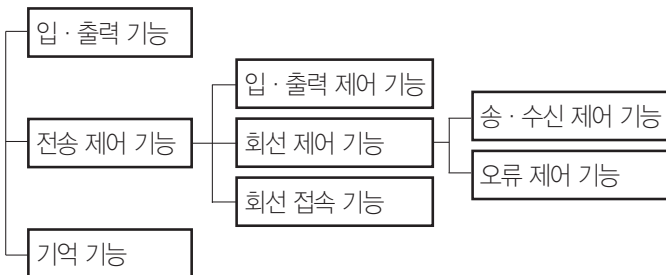 입 · 출력 기능
전송 제어 기능
기억 기능
입 · 출력 제어 기능
회선 제어 기능
회선 접속 기능
송 · 수신 제어 기능
오류 제어 기능